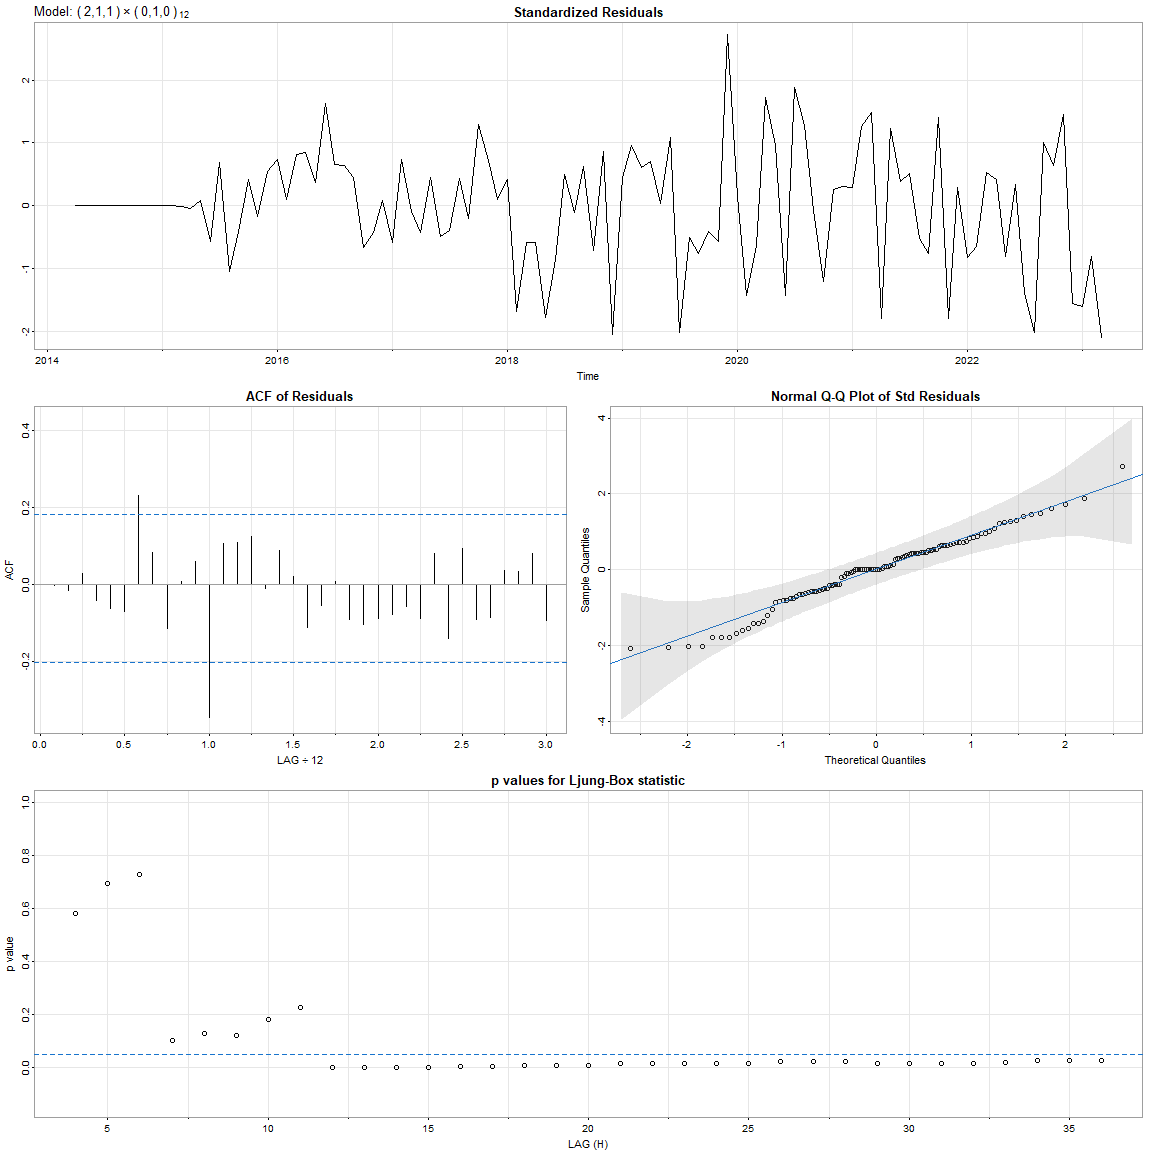 Model: ( 2,1,1 ) × ( 0,1,0 ) 12
Standardized Residuals
2
1
0
-1
-2
2014 2016 2018 2020 2022
Time
ACF of Residuals
ACF
0.4
0.2
0.0
-0.2
0.0 0.5 1.0 1.5 2.0 2.5 3.0
LAG ÷ 12
Normal Q-Q Plot of Std Residuals
Sample Quantiles
4
2
0
-2
-4
-2 -1 0 1 2
Theoretical Quantiles
p values for Ljung-Box statistic
p value
1.0
0.8
0.6
0.4
0.2
0.0
5 10 15 20 25 30 35
LAG (H)